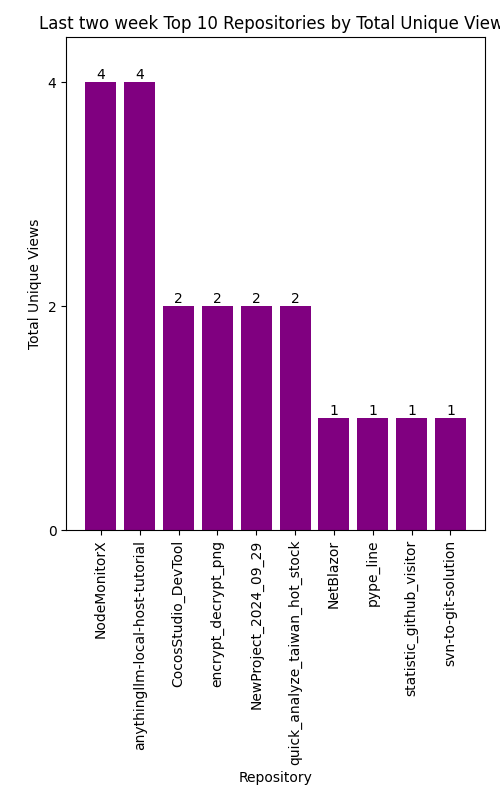 Last two week Top 10 Repositories by Total Unique View
4
2
0
Total Unique Views
4
4
2
2
2
2
1
1
1
1
NodeMonitorX
anythingllm-local-host-tutorial
CocosStudio_DevTool
encrypt_decrypt_png
NewProject_2024_09_29
quick_analyze_taiwan_hot_stock
NetBlazor
pype_line
statistic_github_visitor
svn-to-git-solution
Repository